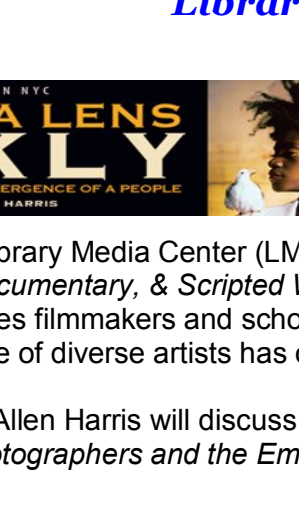 Librar
N NYC
A LENS
KLY
ERGENCE OF A PEOPLE
HARRIS
brary Media Center (LM
cumentary, & Scripted
es filmmakers and scho
e of diverse artists has
Allen Harris will discuss
otographers and the Em